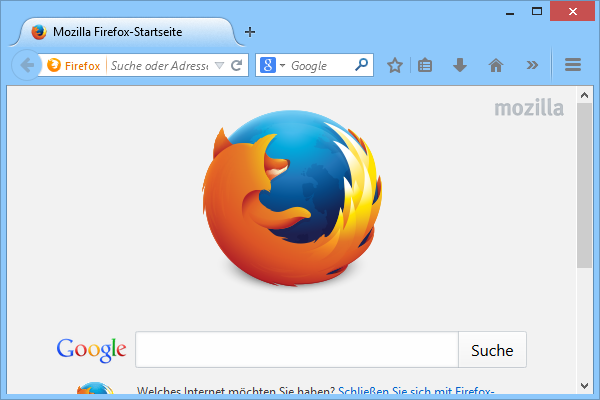 Mozilla Firefox-Startseite
Firefox Suche oder Adresse Google
mozilla
Google Suche
Welches Internet möchten Sie haben? Schließen Sie sich mit Firefox-